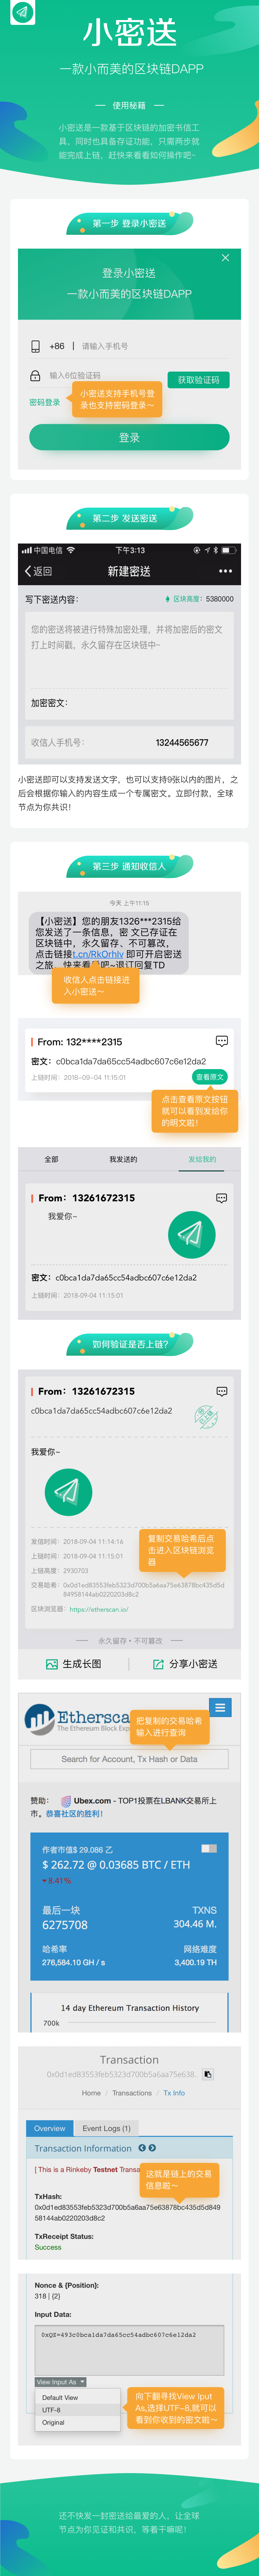 小密送
一款小而美的区块链DAPP
使用秘籍
小密送是一款基于区块链的加密书信工
具，同时也具备存证功能，只需两步就
能完成上链，赶快来看看如何操作吧~
第一步 登录小密送
登录小密送
一款小而美的区块链DAPP
+86 请输入手机号
输入6位验证码
获取验证码
密码登录
小密送支持手机号登
录也支持密码登录～
登录
第二步 发送密送
中国电信
下午3:13
返回
新建密送
写下密送内容：
区块高度：5380000
您的密送将被进行特殊加密处理，并将加密后的密文
打上时间戳，永久留存在区块链中~
加密密文：
收信人手机号：
13244565677
小密送即可以支持发送文字，也可以支持9张以内的图片，之
后会根据你输入的内容生成一个专属密文。立即付款，全球
节点为你共识！
第三步 通知收信人
今天 上午11:15
【小密送】您的朋友1326***2315给
您发送了一条信息，密 文已存证在
区块链中，永久留存、不可篡改，
点击链接t.cn/RkOrhlv 即可开启密送
之旅，快来看
吧~退订回复TD
收信人点击链接进
入小密送～
From: 132****2315
密文：c0bca1da7da65cc54adbc607c6e12da2
上链时间：2018-09-04 11:15:01
查看原文
点击查看原文按钮
就可以看到发给你
的明文啦！
全部
我发送的
发给我的
From：13261672315
我爱你~
密文：c0bca1da7da65cc54adbc607c6e12da2
上链时间：2018-09-04 11:15:01
如何验证是否上链？
From：13261672315
c0bca1da7da65cc54adbc607c6e12da2
我爱你~
发信时间：2018-09-04 11:14:16
上链时间：2018-09-04 11:15:01
上链高度：2930703
交易哈希：0x0d1ed83553feb5323d700b5a6aa75e63878bc435d5d
84958144ab0220203d8c2
区块浏览器：https://etherscan.io/
复制交易哈希后点
击进入区块链浏览
器
永久留存·不可篡改
生成长图
分享小密送
Ethersca
The Ethereum Block Exp
把复制的交易哈希
输入进行查询
Search for Account, Tx Hash or Data
赞助：
Ubex.com - TOP1投票在LBANK交易所上
市。恭喜社区的胜利！
作者市值$ 29.086 乙
$ 262.72 @ 0.03685 BTC / ETH
8.41%
最后一块
TXNS
6275708
304.46 M.
哈希率
网络难度
276,584.10 GH / s
3,400.19 TH
14 day Ethereum Transaction History
700k
Transaction
0x0d1ed83553feb5323d700b5a6aa75e638..
Home / Transactions / Tx Info
Overview
Event Logs (1)
Transaction Information
[ This is a Rinkeby Testnet Transa
这就是链上的交易
信息啦～
TxHash:
0x0d1ed83553feb5323d700b5a6aa75e63878bc435d5d849
58144ab0220203d8c2
TxReceipt Status:
Success
Nonce & {Position}:
318 | {2}
Input Data:
0xQI=493c0bca1da7da65cc54adbc607c6e12da2
View Input As
Default View
UTF-8
Original
向下翻寻找View Iput
As,选择UTF-8,就可以
看到你收到的密文啦～
还不快发一封密送给最爱的人，让全球
节点为你见证和共识，等着干嘛呢！